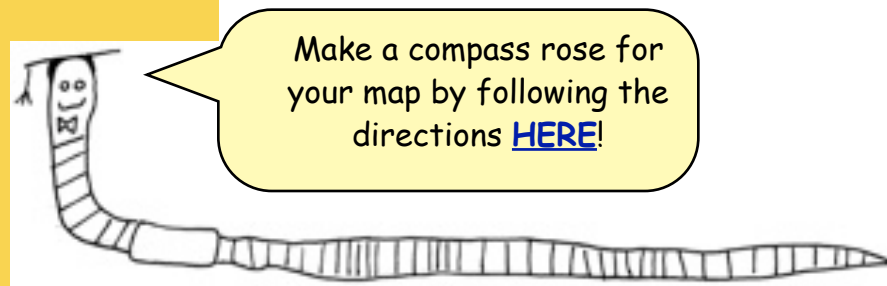 Make a compass rose for
your map by following the
directions HERE!